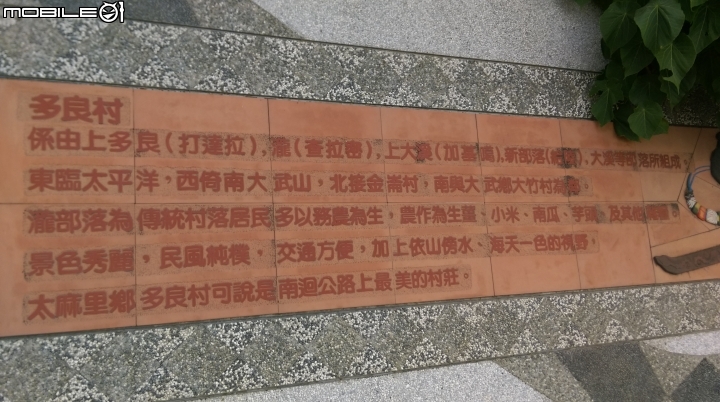 MOBILE01
多良村
係由上多良(打達拉),瀧(查拉密),上大溪(加 ),新部落( ),大溪等部落所組成。
東臨太平洋,西倚南大武山,北接金崙村,南與大武鄉大竹村為 。
瀧部落為傳統村落居民多以務農為生,農作為生薑、小米、南瓜、芋頭、及其他 。
景色秀麗,民風純樸,交通方便,加上依山傍水、海天一色的視野,
太麻里鄉多良村可說是南迴公路上最美的村莊。